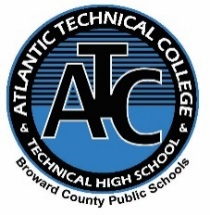 ATLANTIC TECHNICAL COLLEGE
ATC
& TECHNICAL HIGH SCHOOL &
Broward County Public Schools